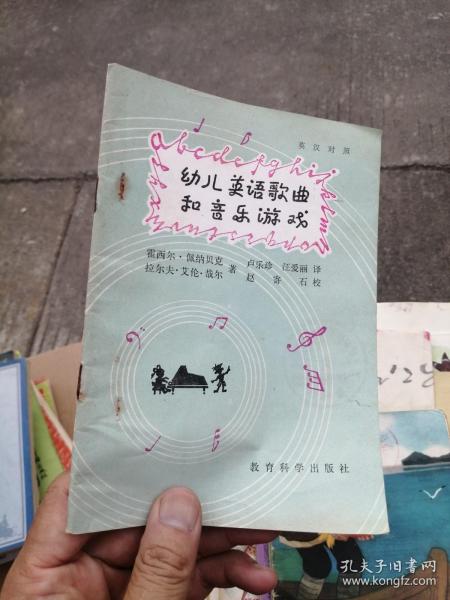 英汉对照
abcdefghijklmnopqrstuvwxyz
幼儿英语歌曲
和音乐游戏
霍西尔·佩纳贝克 著 卢乐珍 汪爱丽 译
拉尔夫·艾伦·战尔 赵寄石 校
教育科学出版社
孔夫子旧书网
www.kongfz.com